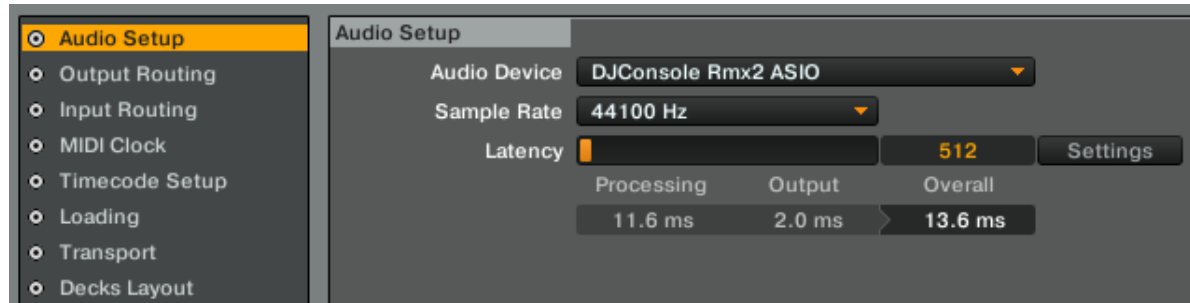 Audio Setup
Output Routing
Input Routing
MIDI Clock
Timecode Setup
Loading
Transport
Decks Layout
Audio Setup
Audio Device DJConsole Rmx2 ASIO
Sample Rate 44100 Hz
Latency 512 Settings
Processing Output Overall
11.6 ms 2.0 ms 13.6 ms